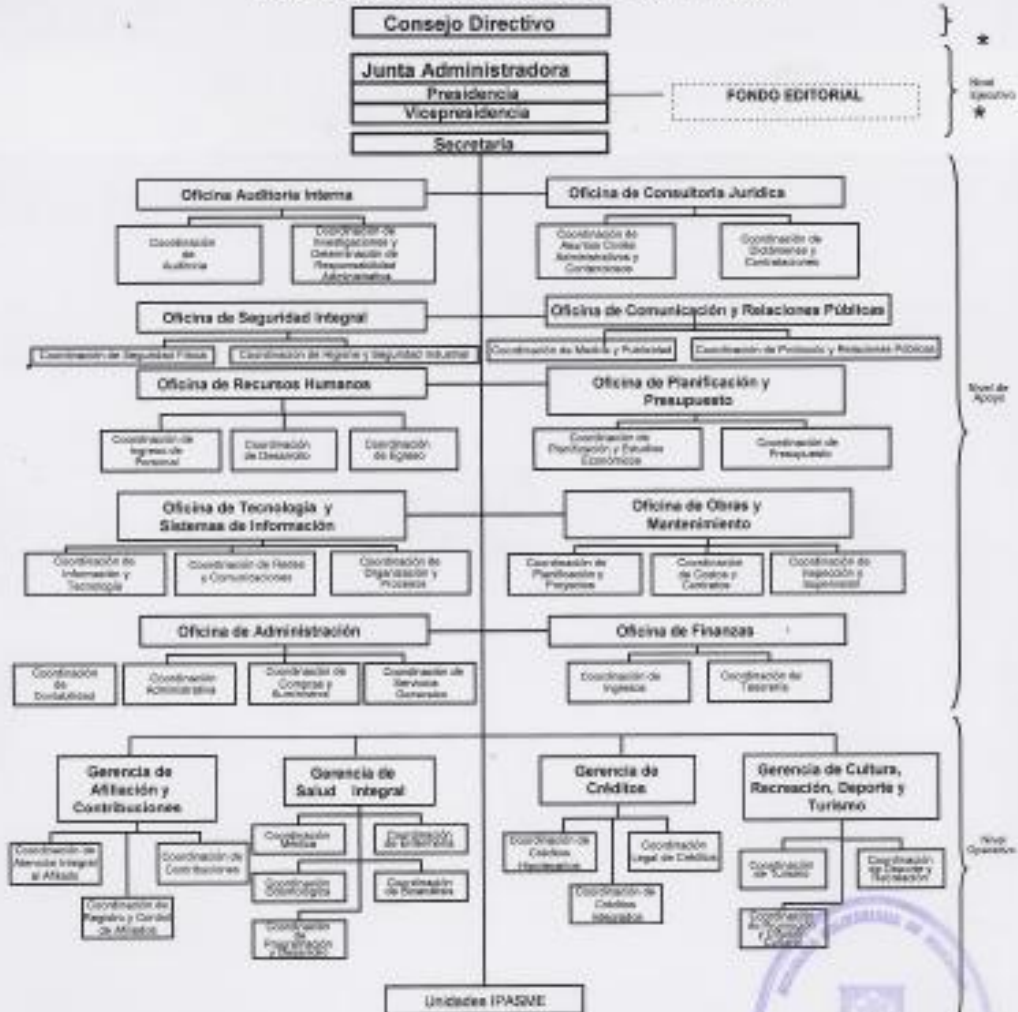 Consejo Directivo
*
Junta Administradora
Presidencia
Vicepresidencia
FONDO EDITORIAL
Nivel
Ejecutivo
*
Secretaría
Oficina Auditoria Interna
Oficina de Consultoría Jurídica
Coordinación
de
Auditoria
Coordinación de
Investigaciones y
Determinación de
Responsabilidad
Administrativa
Coordinación de
Asuntos Civiles
Administrativos y
Contenciosos
Coordinación de
Dictámenes y
Contrataciones
Oficina de Seguridad Integral
Oficina de Comunicación y Relaciones Públicas
Coordinación de Seguridad Física
Coordinación de Higiene y Seguridad Industrial
Coordinación de Medios y Publicidad
Coordinación de Protocolo y Relaciones Públicas
Oficina de Recursos Humanos
Oficina de Planificación y
Presupuesto
Nivel de
Apoyo
Coordinación de
Ingreso de
Personal
Coordinación
de Desarrollo
Coordinación
de Egreso
Coordinación de
Planificación y Estudios
Económicos
Coordinación de
Presupuesto
Oficina de Tecnología y
Sistemas de Información
Oficina de Obras y
Mantenimiento
Coordinación de
Información y
Tecnología
Coordinación de Redes
y Comunicaciones
Coordinación de
Organización y
Procesos
Coordinación de
Planificación y
Proyectos
Coordinación
de Costos y
Contratos
Coordinación de
Inspección y
Supervisión
Oficina de Administración
Oficina de Finanzas
Coordinación
de
Contabilidad
Coordinación
Administrativa
Coordinación de
Compras y
Suministros
Coordinación de
Servicios
Generales
Coordinación de
Ingresos
Coordinación de
Tesorería
Gerencia de
Afiliación y
Contribuciones
Gerencia de
Salud Integral
Gerencia de
Créditos
Gerencia de Cultura,
Recreación, Deporte y
Turismo
Nivel
Operativo
Coordinación de
Atención Integral
al Afiliado
Coordinación de
Contribuciones
Coordinación de
Registro y Control
de Afiliados
Coordinación
Médica
Coordinación
de Enfermería
Coordinación
Odontológica
Coordinación
de Bioanálisis
Coordinación
de
Programación
y Desarrollo
Coordinación de
Créditos
Hipotecarios
Coordinación
Legal de Créditos
Coordinación de
Créditos
Integrados
Coordinación
de Turismo
Coordinación
de Deporte y
Recreación
Coordinación
Unidades IPASME